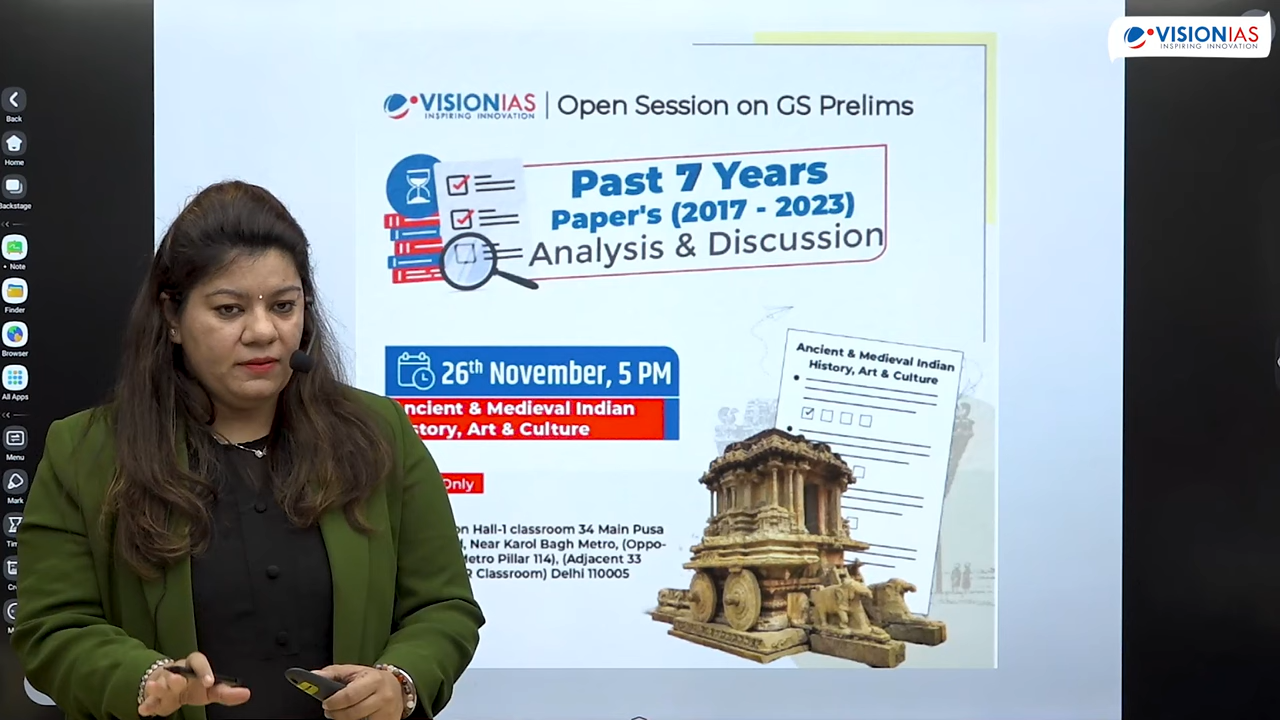 VISIONIAS
INSPIRING INNOVATION
VISIONIAS
INSPIRING INNOVATION
Open Session on GS Prelims
Past 7 Years
Paper's (2017 - 2023)
Analysis & Discussion
26th November, 5 PM
ncient & Medieval Indian
story, Art & Culture
Only
on Hall-1 classroom 34 Main Pusa
, Near Karol Bagh Metro, (Oppo-
Metro Pillar 114), (Adjacent 33
R Classroom) Delhi 110005
Ancient & Medieval Indian
History, Art & Culture
Back
Home
Backstage
Note
Finder
Browser
All Apps
Menu
Mark